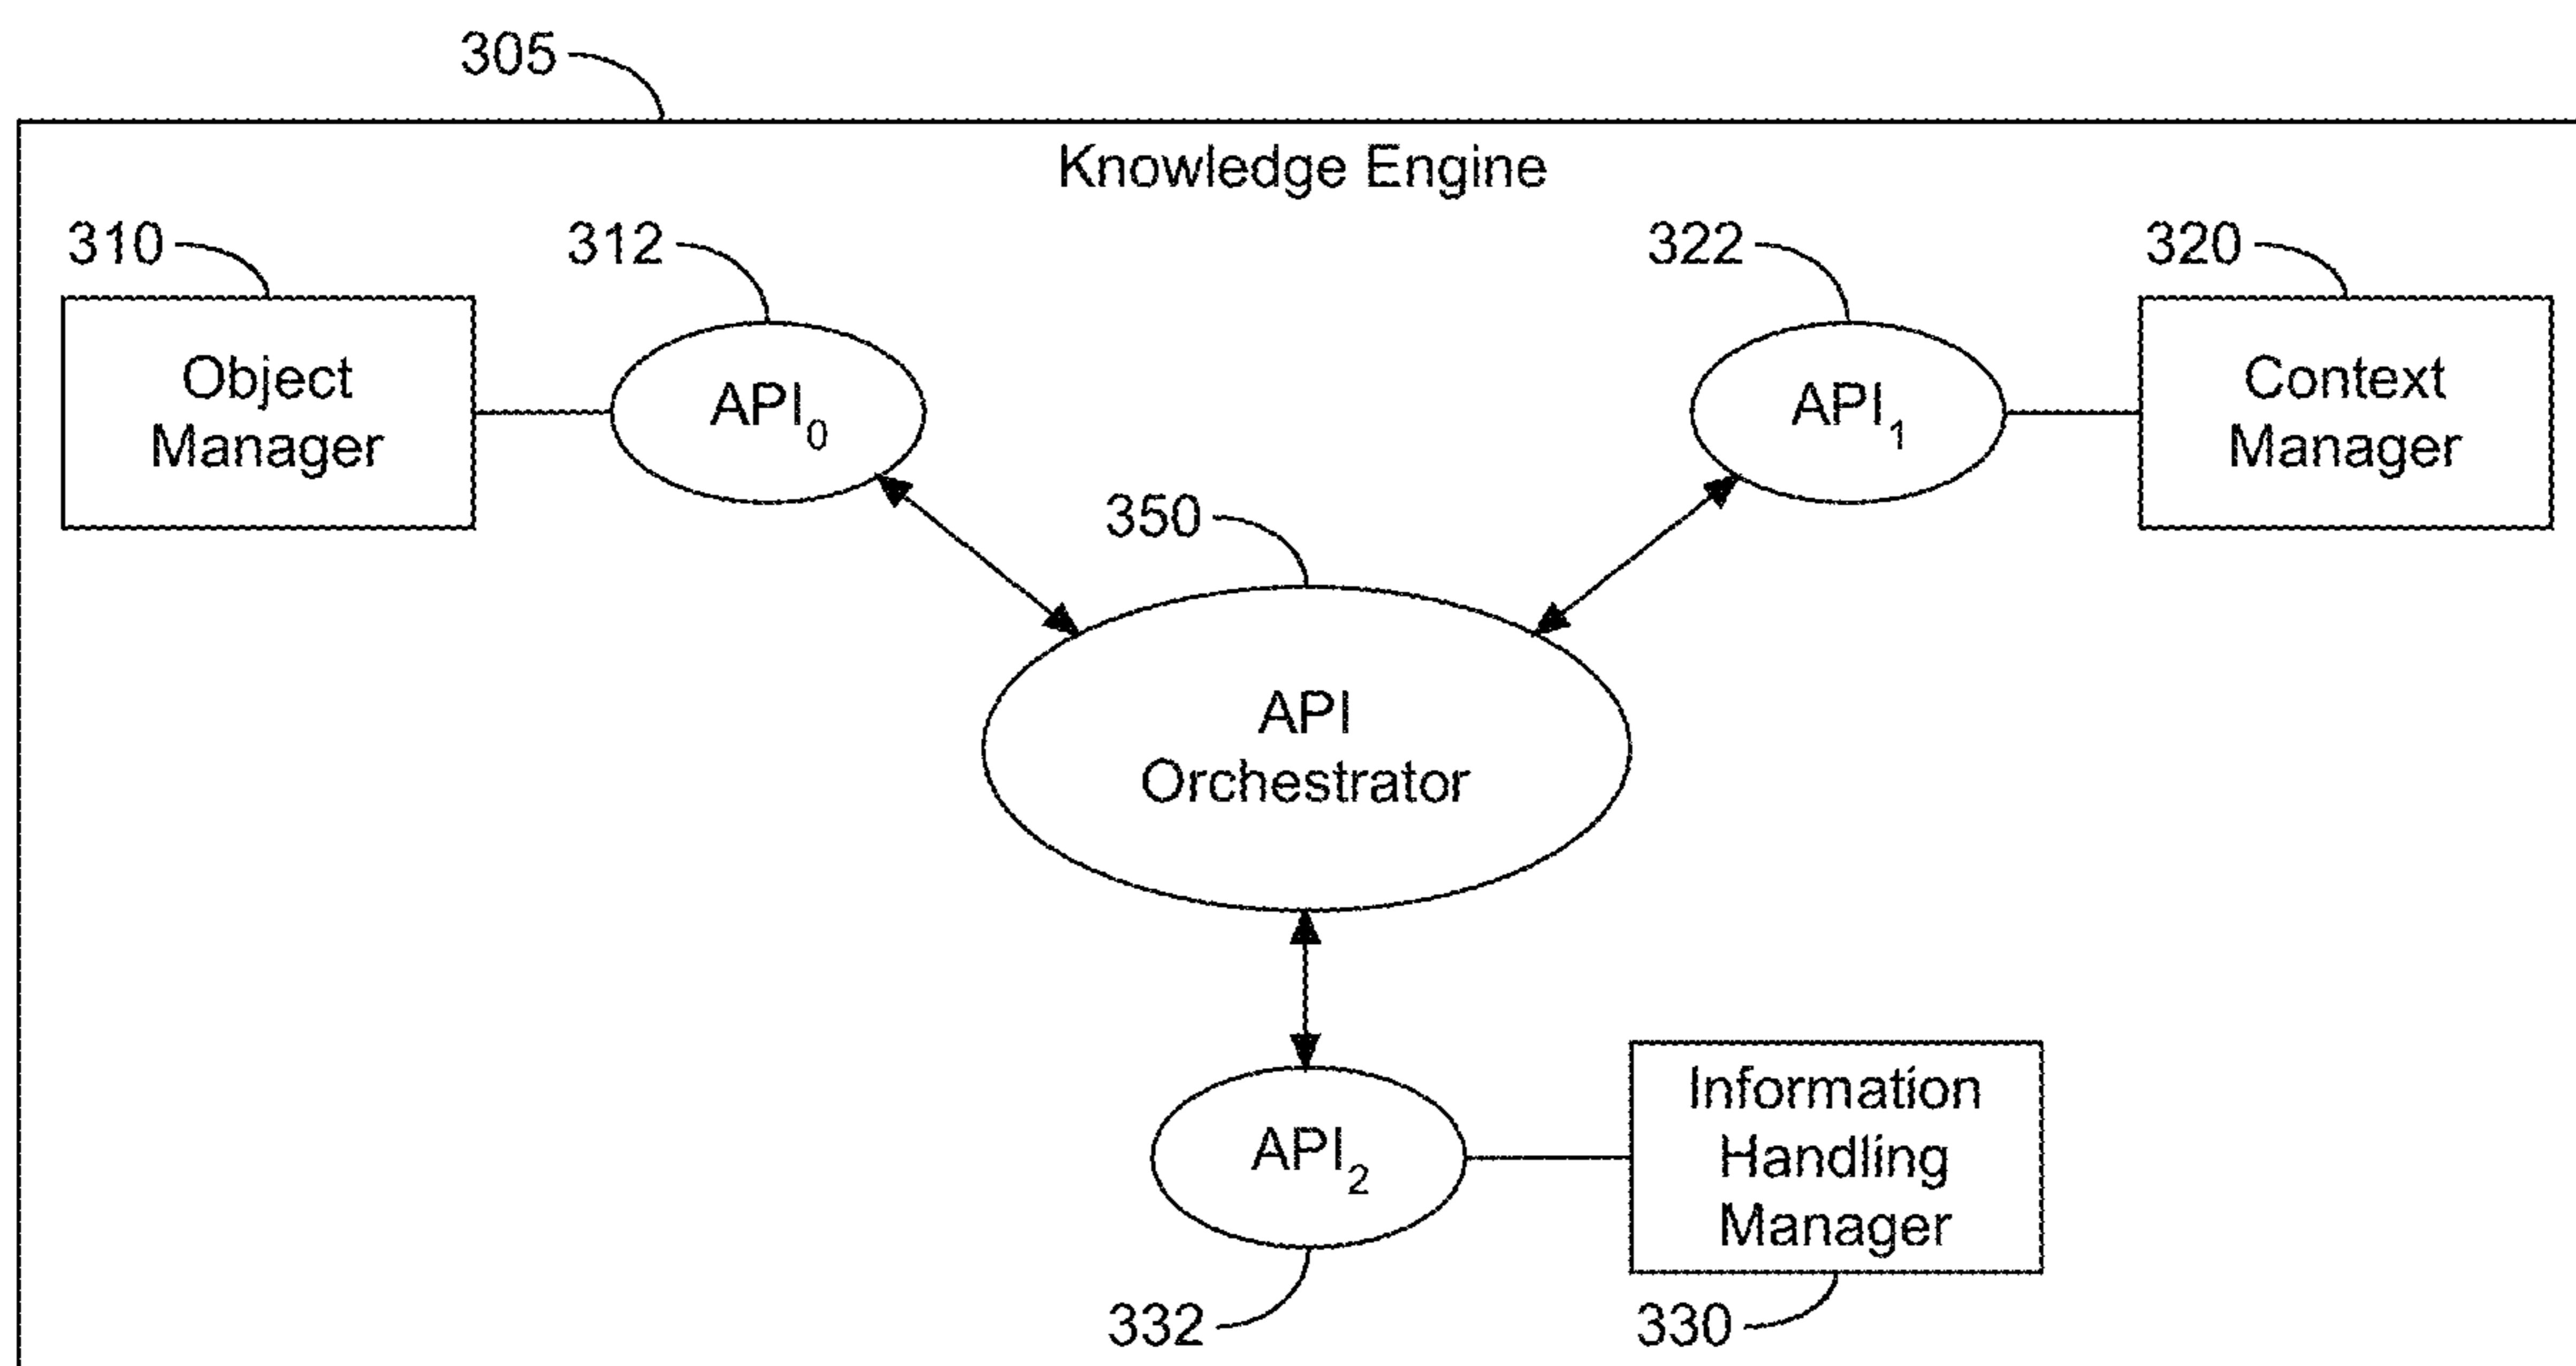 305
Knowledge Engine
310
312
322
320
Object
Manager
API₀
API₁
Context
Manager
350
API
Orchestrator
API₂
Information
Handling
Manager
332
330